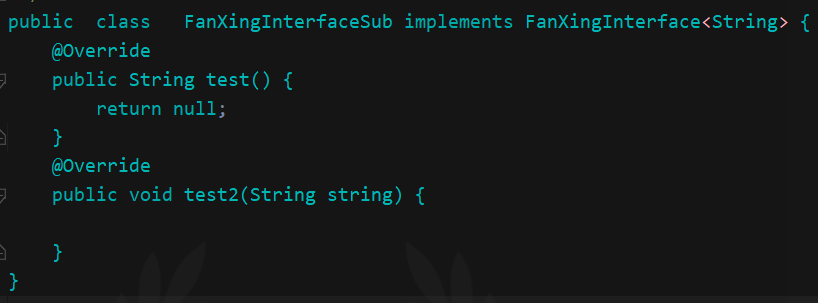 public  class   FanXingInterfaceSub implements FanXingInterface<String> {
    @Override
    public String test() {
        return null;
    }
    @Override
    public void test2(String string) {

    }
}